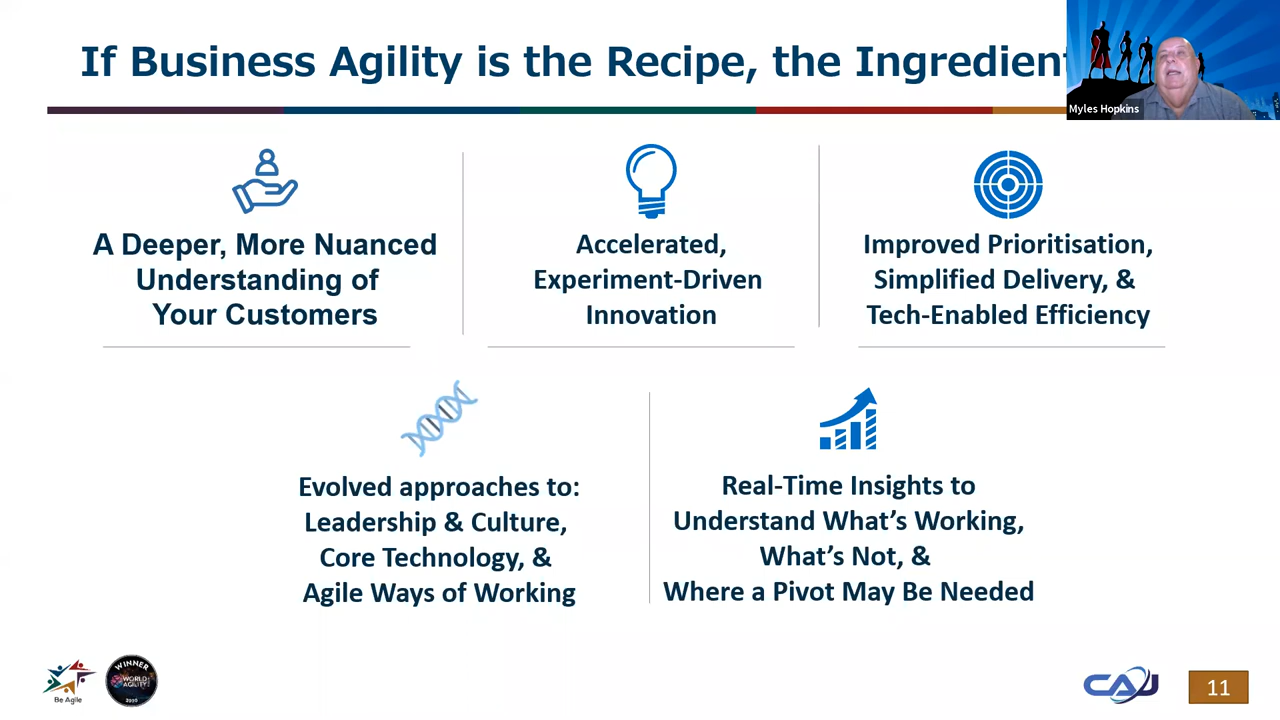 If Business Agility is the Recipe, the Ingredient
Myles Hopkins
A Deeper, More Nuanced
Understanding of
Your Customers
Accelerated,
Experiment-Driven
Innovation
Improved Prioritisation,
Simplified Delivery, &
Tech-Enabled Efficiency
Evolved approaches to:
Leadership & Culture,
Core Technology, &
Agile Ways of Working
Real-Time Insights to
Understand What's Working,
What's Not, &
Where a Pivot May Be Needed
Be Agile
WINNER
WORLD
AGILITY
CAJ
11